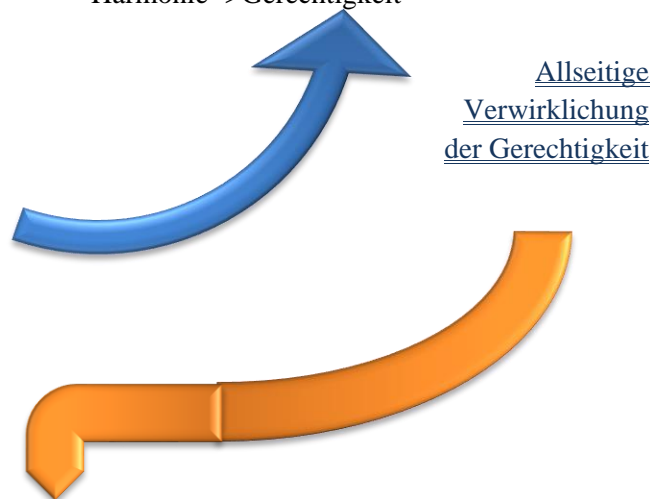 Harmonie -> Gerechtigkeit
Allseitige
Verwirklichung
der Gerechtigkeit